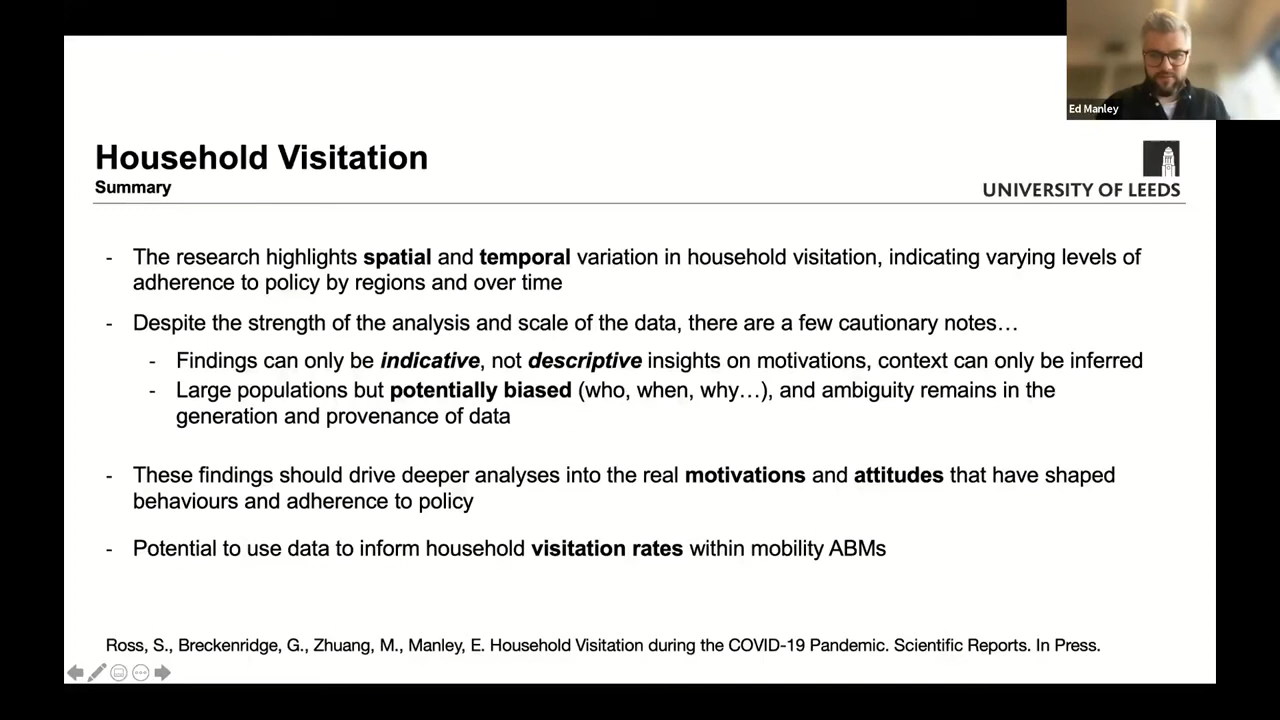 Ed Manley
Household Visitation
Summary
UNIVERSITY OF LEEDS
- The research highlights spatial and temporal variation in household visitation, indicating varying levels of
adherence to policy by regions and over time
- Despite the strength of the analysis and scale of the data, there are a few cautionary notes…
- Findings can only be indicative, not descriptive insights on motivations, context can only be inferred
- Large populations but potentially biased (who, when, why…), and ambiguity remains in the
generation and provenance of data
- These findings should drive deeper analyses into the real motivations and attitudes that have shaped
behaviours and adherence to policy
- Potential to use data to inform household visitation rates within mobility ABMs
Ross, S., Breckenridge, G., Zhuang, M., Manley, E. Household Visitation during the COVID-19 Pandemic. Scientific Reports. In Press.